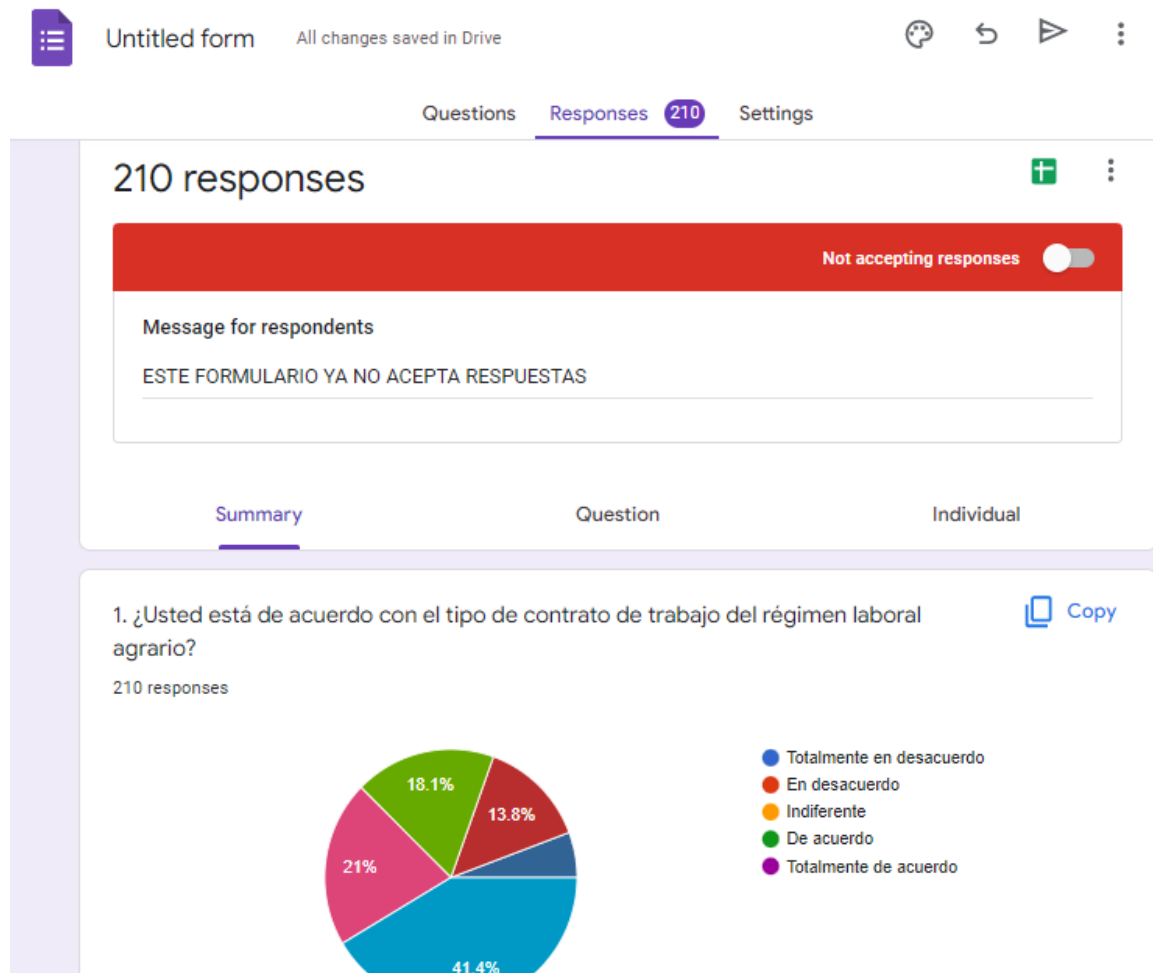 Untitled form All changes saved in Drive
Questions Responses 210 Settings
210 responses
Not accepting responses
Message for respondents
ESTE FORMULARIO YA NO ACEPTA RESPUESTAS
Summary Question Individual
1. ¿Usted está de acuerdo con el tipo de contrato de trabajo del régimen laboral
agrario?
Copy
210 responses
18.1%
13.8%
21%
41.4%
Totalmente en desacuerdo
En desacuerdo
Indiferente
De acuerdo
Totalmente de acuerdo